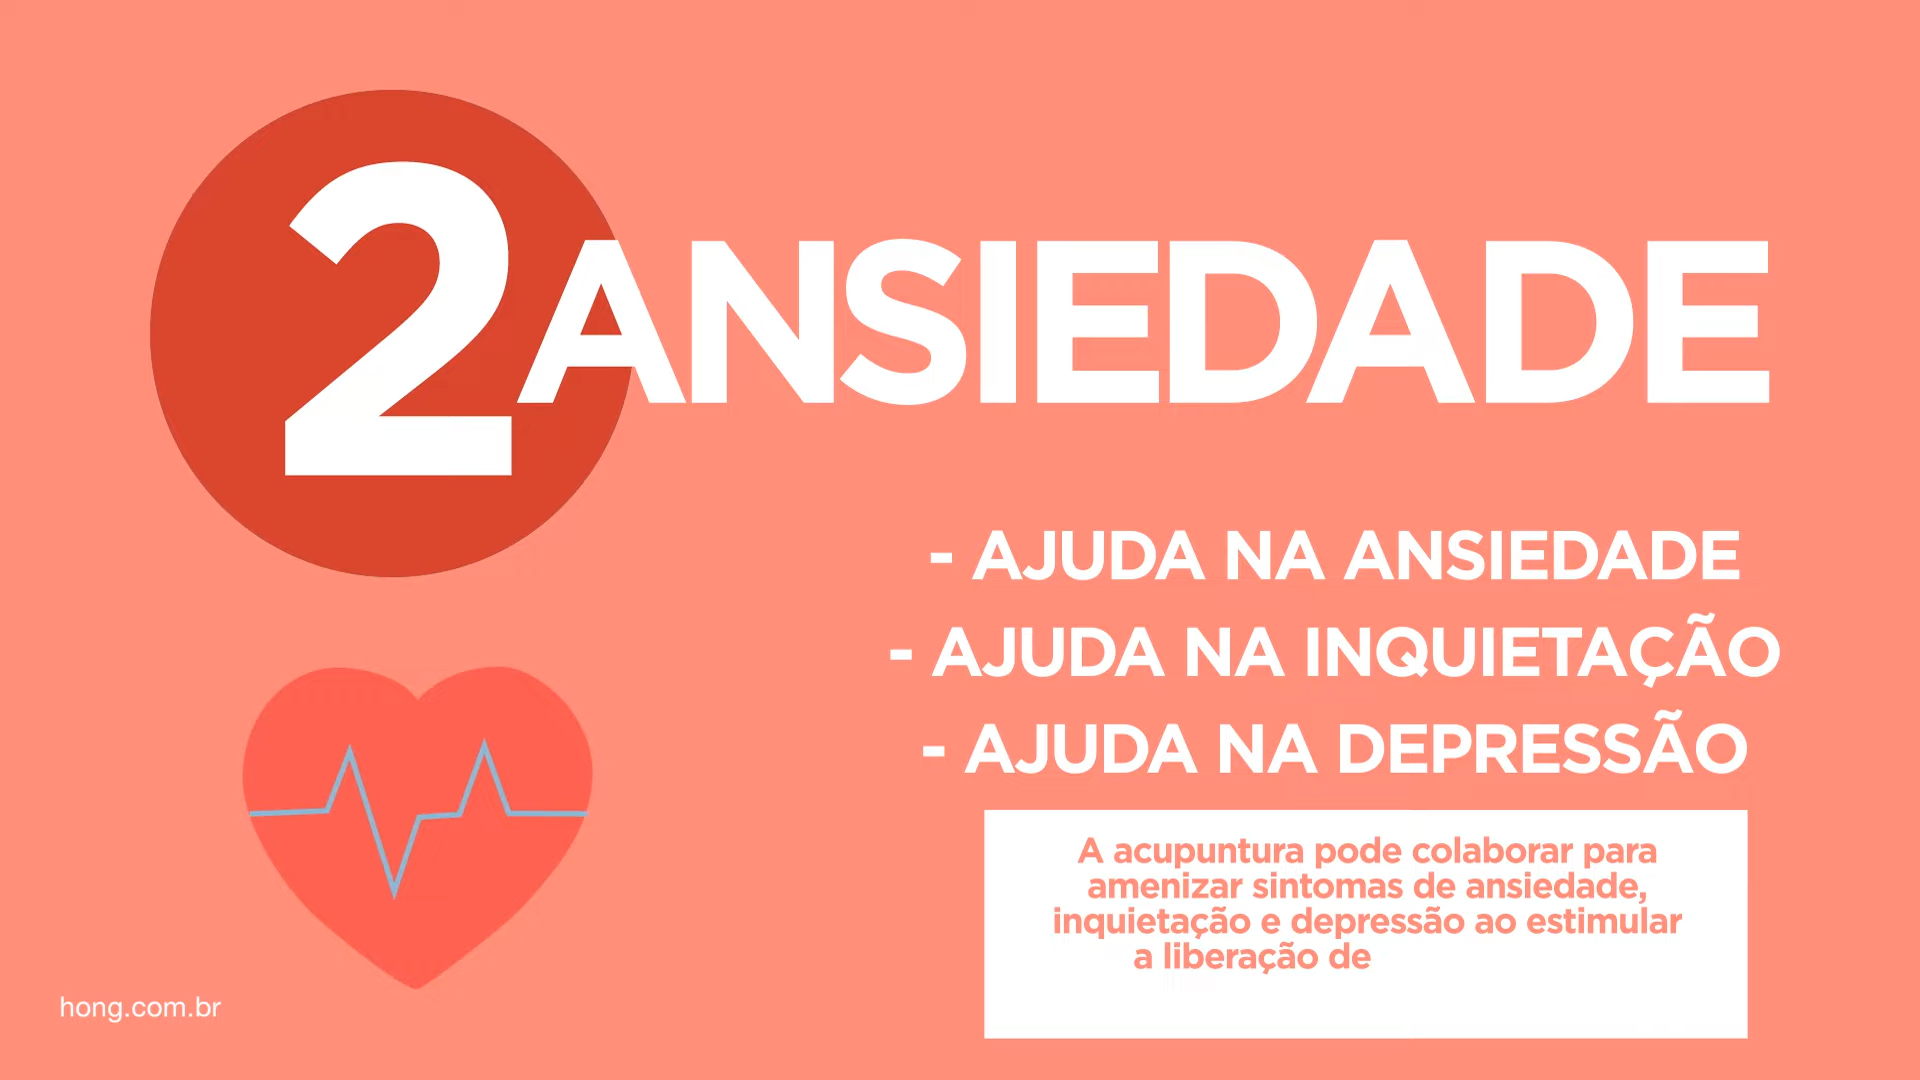 2 ANSIEDADE
- AJUDA NA ANSIEDADE
- AJUDA NA INQUIETAÇÃO
- AJUDA NA DEPRESSÃO
A acupuntura pode colaborar para
amenizar sintomas de ansiedade,
inquietação e depressão ao estimular
a liberação de
hong.com.br